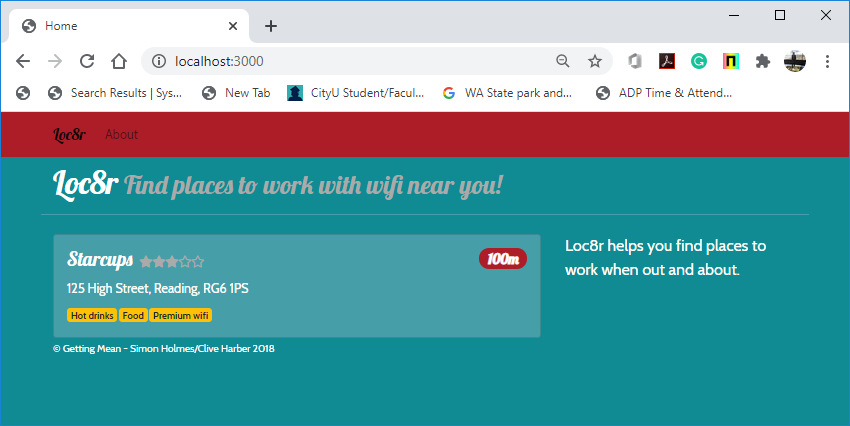 Home
localhost:3000
Search Results | Sys...
New Tab
CityU Student/Facul...
WA State park and...
ADP Time & Attend...
Loc8r About
Loc8r Find places to work with wifi near you!
Starcups
100m
125 High Street, Reading, RG6 1PS
Hot drinks Food Premium wifi
Loc8r helps you find places to
work when out and about.
© Getting Mean - Simon Holmes/Clive Harber 2018